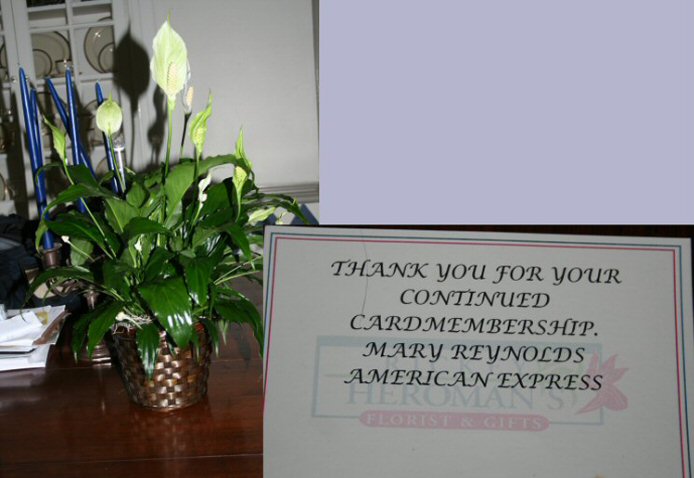 THANK YOU FOR YOUR
CONTINUED
CARDMEMBERSHIP.
MARY REYNOLDS
AMERICAN EXPRESS
HEROMAN'S
FLORIST & GIFTS